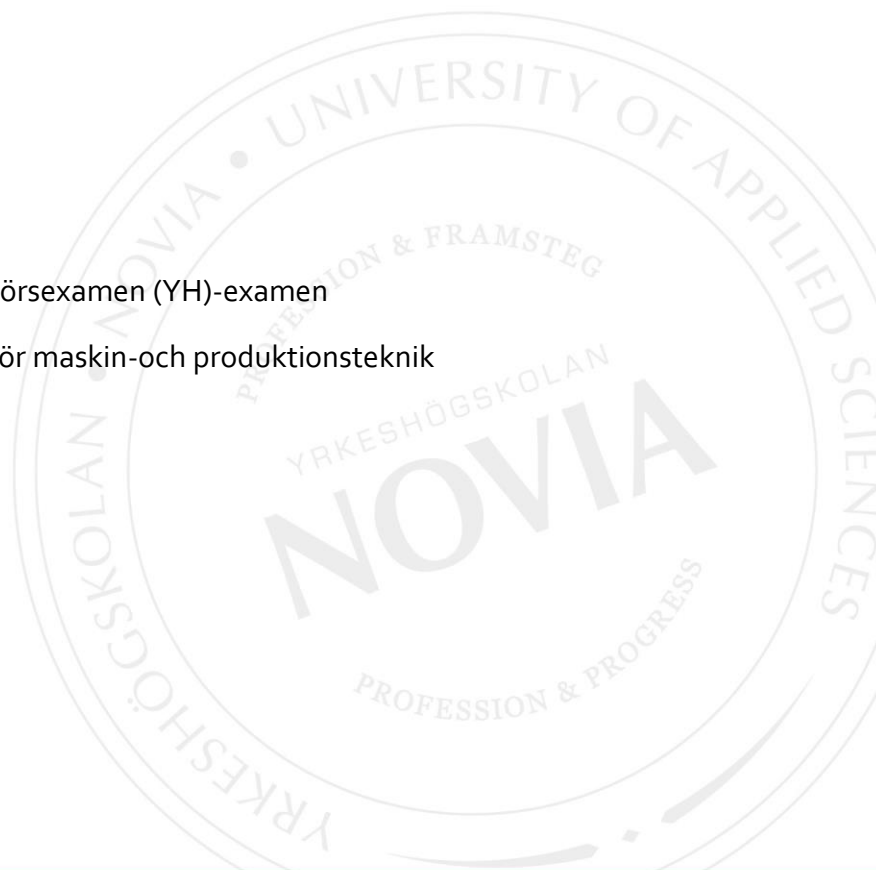 örsexamen (YH)-examen
ör maskin-och produktionsteknik
YRKESHÖGSKOLAN • NOVIA • UNIVERSITY OF APPLIED SCIENCES
PROFESSION & FRAMSTEG
YRKESHÖGSKOLAN
NOVIA
PROFESSION & PROGRESS